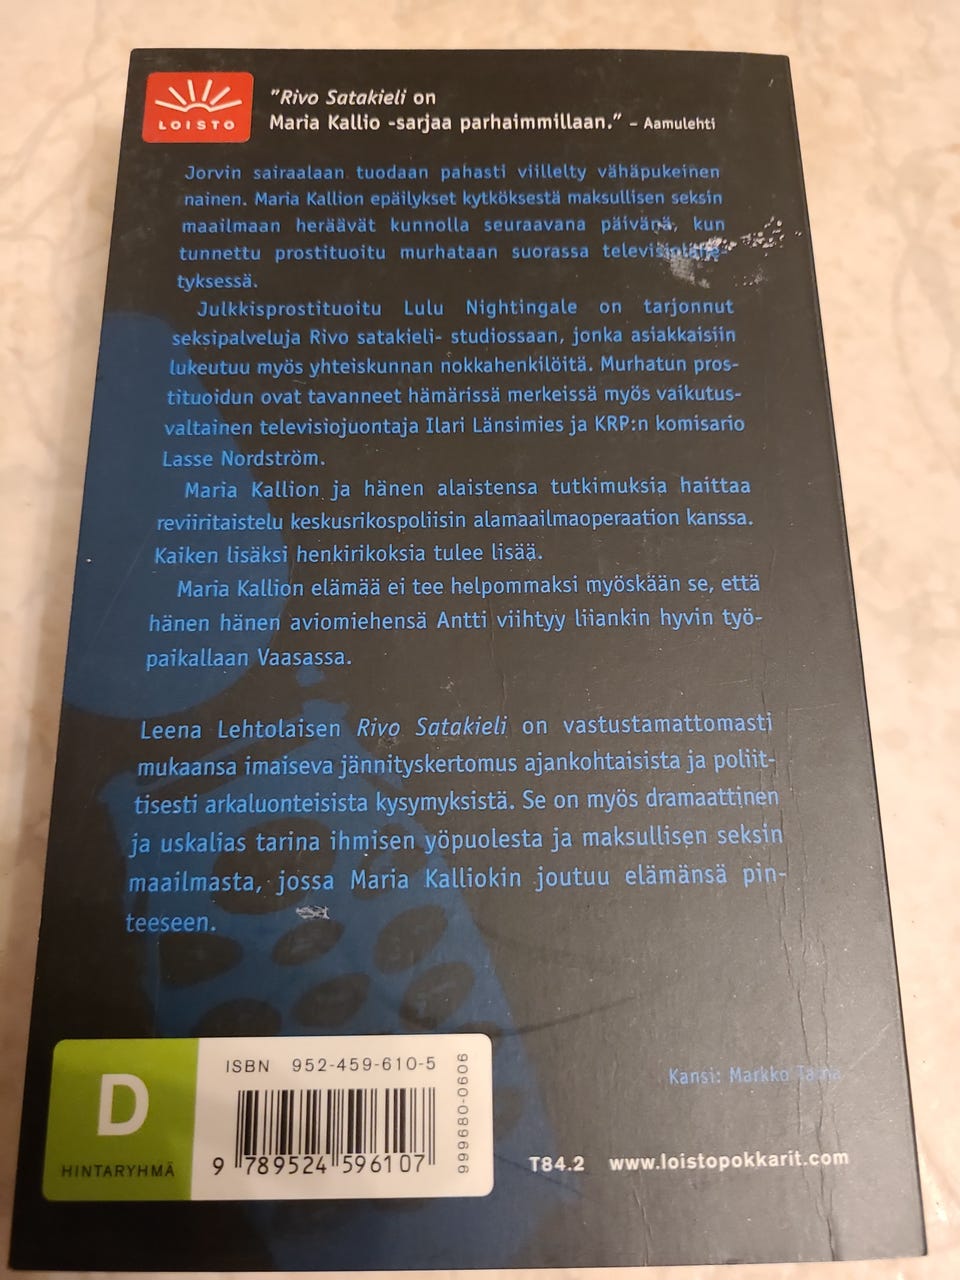 LOISTO
"Rivo Satakieli on
Maria Kallio -sarjaa parhaimmillaan." – Aamulehti
Jorvin sairaalaan tuodaan pahasti viillelty vähäpukeinen
nainen. Maria Kallion epäilykset kytköksestä maksullisen seksin
maailmaan heräävät kunnolla seuraavana päivänä, kun
tunnettu prostituoitu murhataan suorassa televisiolähe-
tyksessä.
Julkkisprostituoitu Lulu Nightingale on tarjonnut
seksipalveluja Rivo satakieli- studiossaan, jonka asiakkaisiin
lukeutuu myös yhteiskunnan nokkahenkilöitä. Murhatun pros-
tituoidun ovat tavanneet hämärissä merkeissä myös vaikutus-
valtainen televisiojuontaja Ilari Länsimies ja KRP:n komisario
Lasse Nordström.
Maria Kallion ja hänen alaistensa tutkimuksia haittaa
reviiritaistelu keskusrikospoliisin alamaailmaoperaation kanssa.
Kaiken lisäksi henkirikoksia tulee lisää.
Maria Kallion elämää ei tee helpommaksi myöskään se, että
hänen hänen aviomiehensä Antti viihtyy liiankin hyvin työ-
paikallaan Vaasassa.
Leena Lehtolaisen Rivo Satakieli on vastustamattomasti
mukaansa imaiseva jännityskertomus ajankohtaisista ja poliit-
tisesti arkaluonteisista kysymyksistä. Se on myös dramaattinen
ja uskalias tarina ihmisen yöpuolesta ja maksullisen seksin
maailmasta, jossa Maria Kalliokin joutuu elämänsä pin-
teeseen.
Kansi: Markko
D
HINTARYHMÄ
ISBN 952-459-610-5
9 789524 596107
999680-0606
T84.2 www.loistopokkarit.com